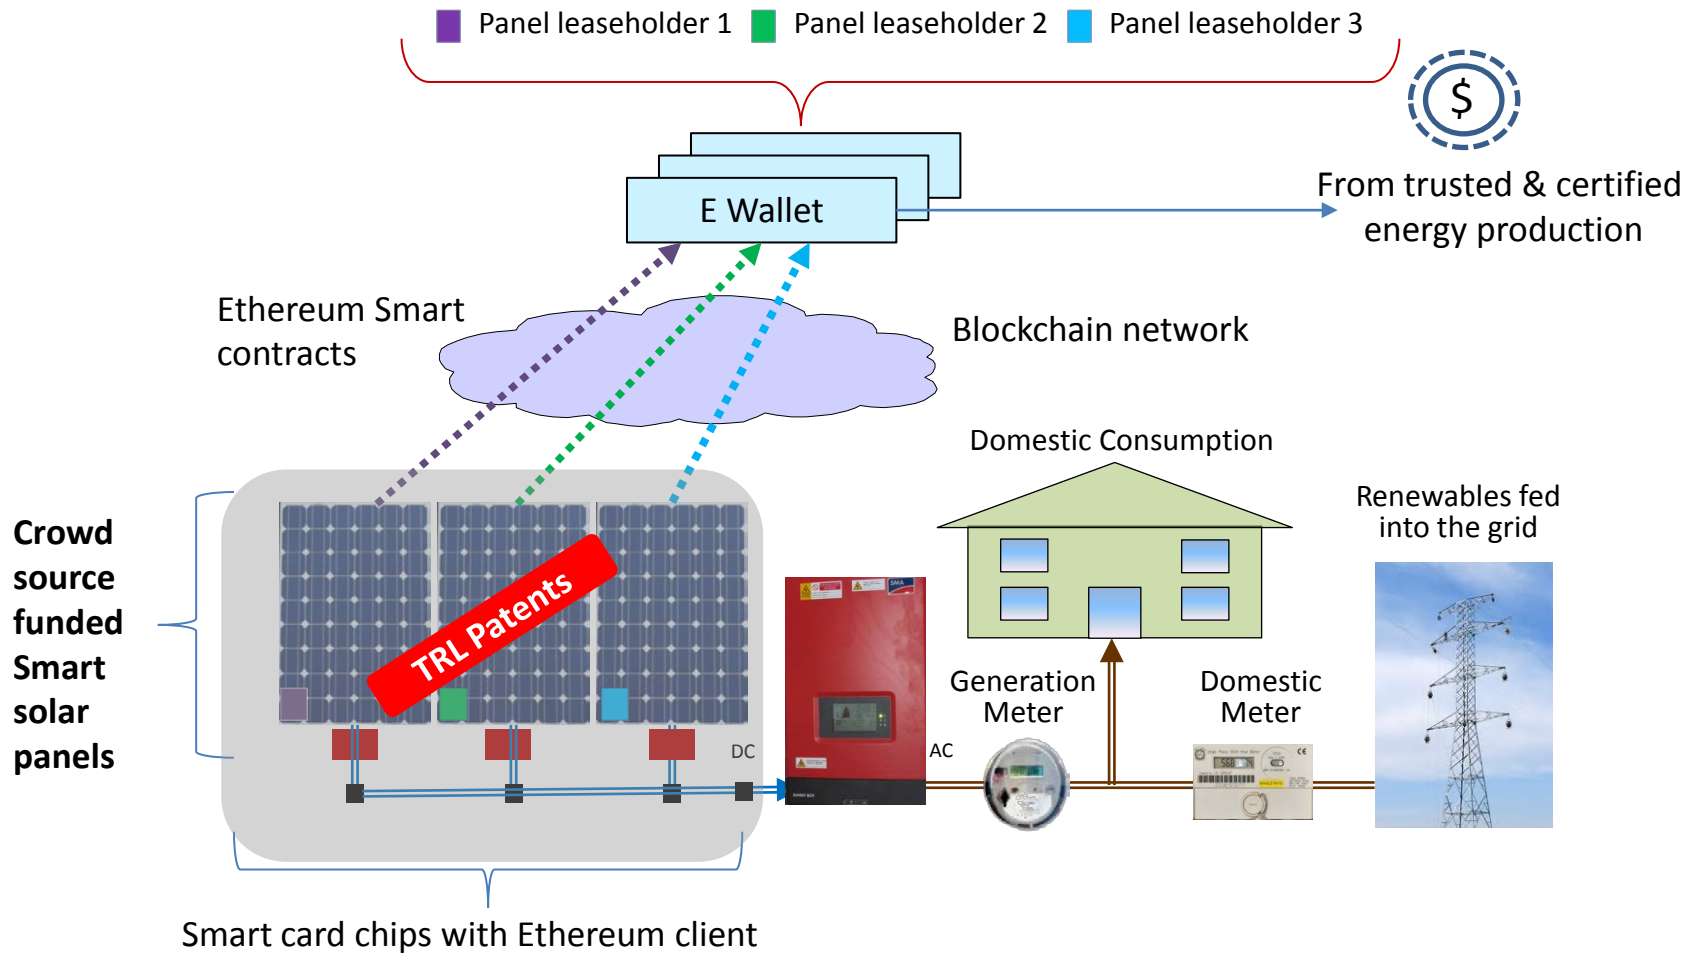 Panel leaseholder 1
Panel leaseholder 2
Panel leaseholder 3
$
E Wallet
From trusted & certified
energy production
Ethereum Smart
contracts
Blockchain network
Domestic Consumption
Renewables fed
into the grid
Crowd
source
funded
Smart
solar
panels
TRL Patents
SMA
Generation
Meter
Domestic
Meter
DC
AC
Smart card chips with Ethereum client